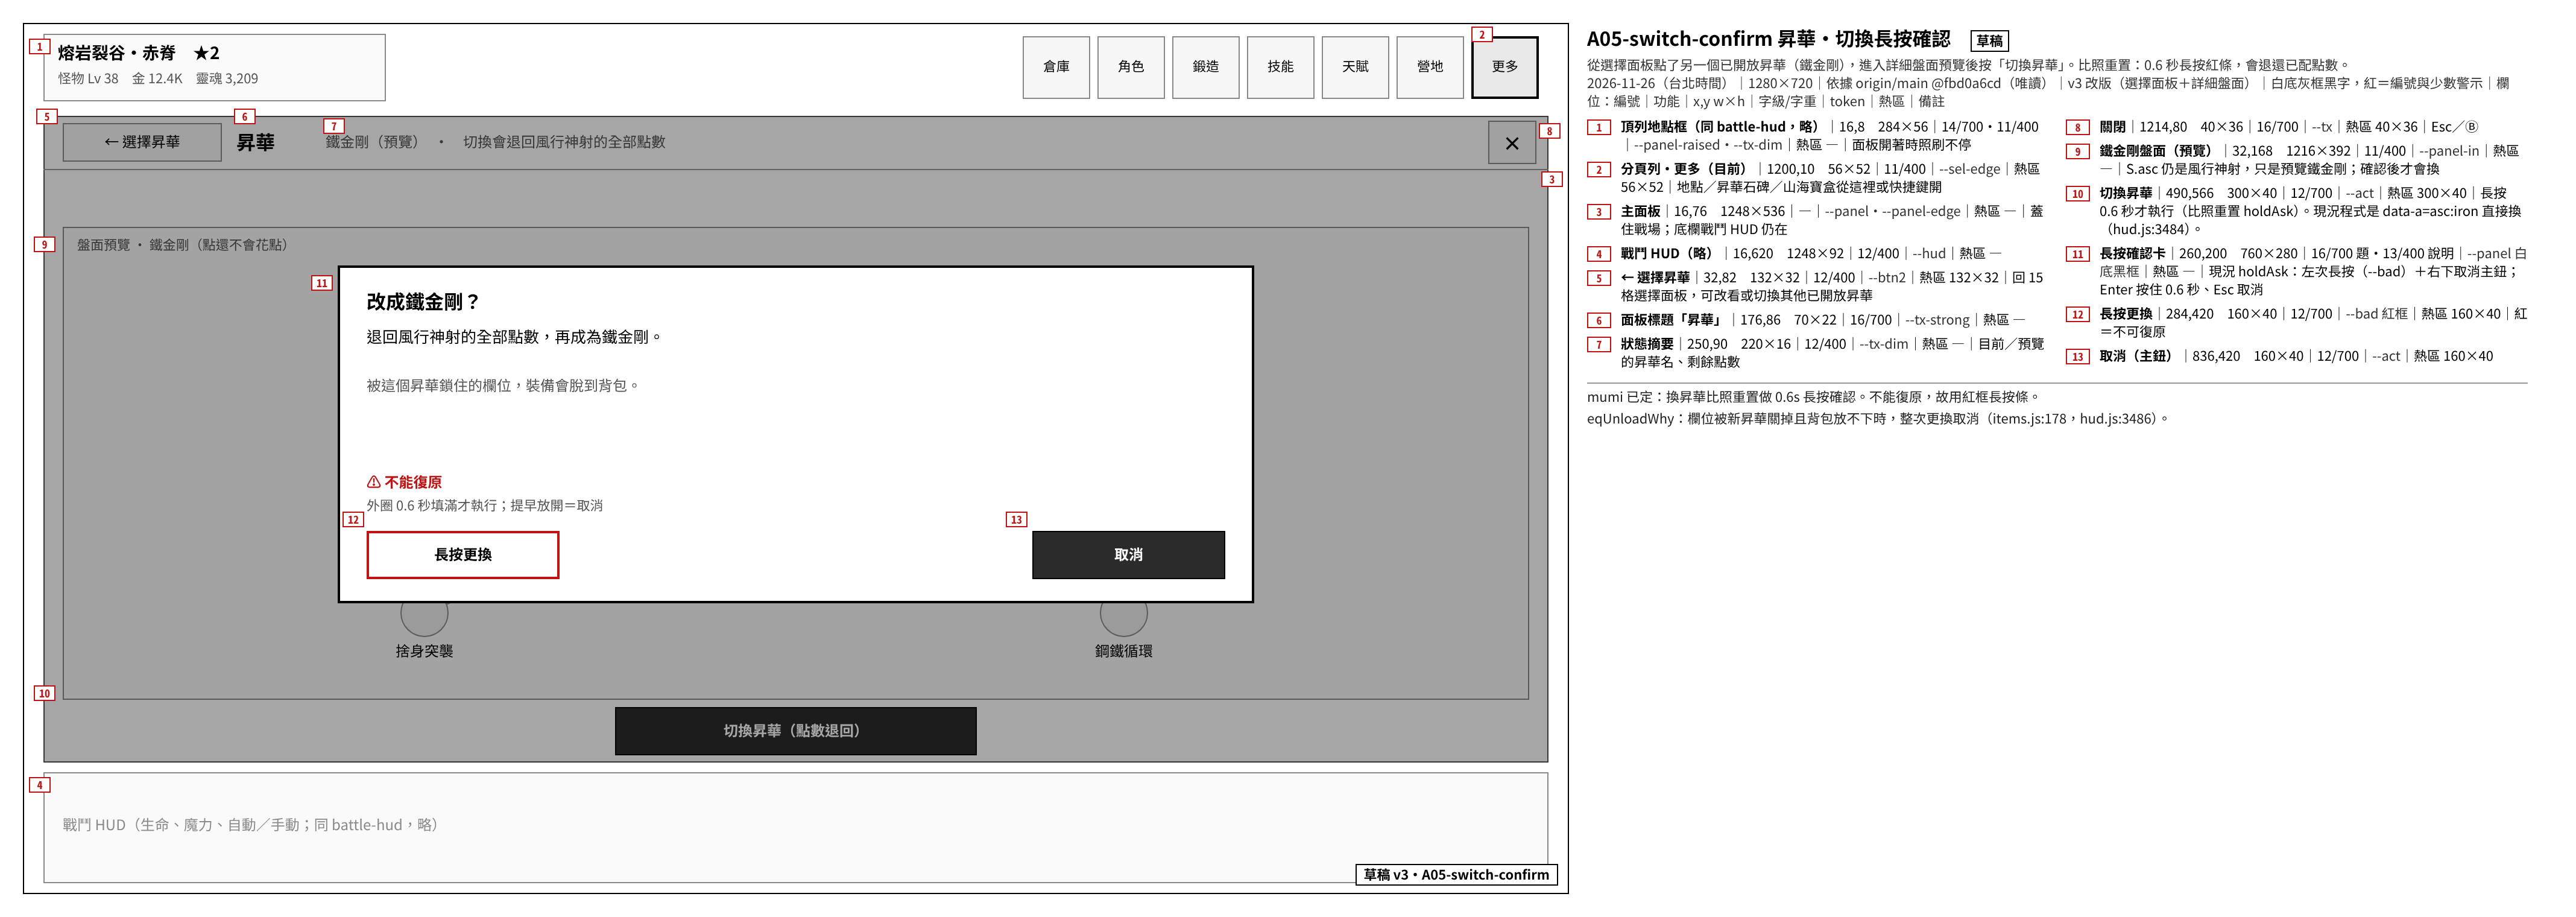 1
熔岩裂谷・赤脊 ★2
怪物 Lv 38 金 12.4K 靈魂 3,209
倉庫
角色
鍛造
技能
天賦
營地
2
更多
5
← 選擇昇華
6
昇華
7
鐵金剛（預覽） ・ 切換會退回風行神射的全部點數
✕
8
3
9
盤面預覽 ・ 鐵金剛（點還不會花點）
11
改成鐵金剛？
退回風行神射的全部點數，再成為鐵金剛。
被這個昇華鎖住的欄位，裝備會脫到背包。
⚠ 不能復原
外圈 0.6 秒填滿才執行；提早放開＝取消
12
長按更換
13
取消
捨身突襲
鋼鐵循環
10
切換昇華（點數退回）
4
戰鬥 HUD（生命、魔力、自動／手動；同 battle-hud，略）
草稿 v3・A05-switch-confirm
A05-switch-confirm 昇華・切換長按確認 草稿
從選擇面板點了另一個已開放昇華（鐵金剛），進入詳細盤面預覽後按「切換昇華」。比照重置：0.6 秒長按紅條，會退還已配點數。
2026-11-26（台北時間）｜1280×720｜依據 origin/main @fbd0a6cd（唯讀）｜v3 改版（選擇面板＋詳細盤面）｜白底灰框黑字，紅＝編號與少數警示｜欄
位：編號｜功能｜x,y w×h｜字級/字重｜token｜熱區｜備註
1 頂列地點框（同 battle-hud，略）｜16,8 284×56｜14/700・11/400
｜--panel-raised・--tx-dim｜熱區 —｜面板開著時照刷不停
2 分頁列・更多（目前）｜1200,10 56×52｜11/400｜--sel-edge｜熱區
56×52｜地點／昇華石碑／山海寶盒從這裡或快捷鍵開
3 主面板｜16,76 1248×536｜—｜--panel・--panel-edge｜熱區 —｜蓋
住戰場；底欄戰鬥 HUD 仍在
4 戰鬥 HUD（略）｜16,620 1248×92｜12/400｜--hud｜熱區 —
5 ← 選擇昇華｜32,82 132×32｜12/400｜--btn2｜熱區 132×32｜回 15
格選擇面板，可改看或切換其他已開放昇華
6 面板標題「昇華」｜176,86 70×22｜16/700｜--tx-strong｜熱區 —
7 狀態摘要｜250,90 220×16｜12/400｜--tx-dim｜熱區 —｜目前／預覽
的昇華名、剩餘點數
8 關閉｜1214,80 40×36｜16/700｜--tx｜熱區 40×36｜Esc／Ⓑ
9 鐵金剛盤面（預覽）｜32,168 1216×392｜11/400｜--panel-in｜熱區
—｜S.asc 仍是風行神射，只是預覽鐵金剛；確認後才會換
10 切換昇華｜490,566 300×40｜12/700｜--act｜熱區 300×40｜長按
0.6 秒才執行（比照重置 holdAsk）。現況程式是 data-a=asc:iron 直接換
（hud.js:3484）。
11 長按確認卡｜260,200 760×280｜16/700 題・13/400 說明｜--panel 白
底黑框｜熱區 —｜現況 holdAsk：左次長按（--bad）＋右下取消主鈕；
Enter 按住 0.6 秒、Esc 取消
12 長按更換｜284,420 160×40｜12/700｜--bad 紅框｜熱區 160×40｜紅
＝不可復原
13 取消（主鈕）｜836,420 160×40｜12/700｜--act｜熱區 160×40
mumi 已定：換昇華比照重置做 0.6s 長按確認。不能復原，故用紅框長按條。
eqUnloadWhy：欄位被新昇華關掉且背包放不下時，整次更換取消（items.js:178，hud.js:3486）。